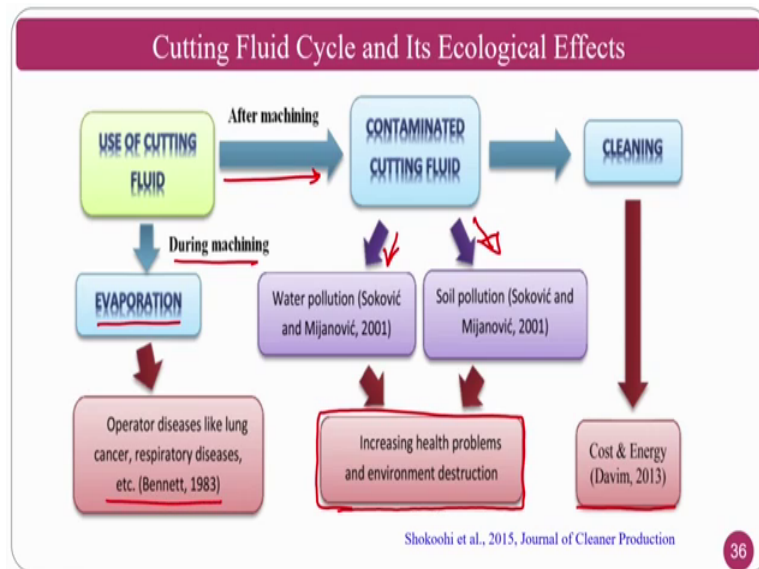 Cutting Fluid Cycle and Its Ecological Effects
USE OF CUTTING
FLUID
After machining
CONTAMINATED
CUTTING FLUID
CLEANING
During machining
EVAPORATION
Water pollution (Soković
and Mijanović, 2001)
Soil pollution (Soković and
Mijanović, 2001)
Operator diseases like lung
cancer, respiratory diseases,
etc. (Bennett, 1983)
Increasing health problems
and environment destruction
Cost & Energy
(Davim, 2013)
Shokoohi et al., 2015, Journal of Cleaner Production
36